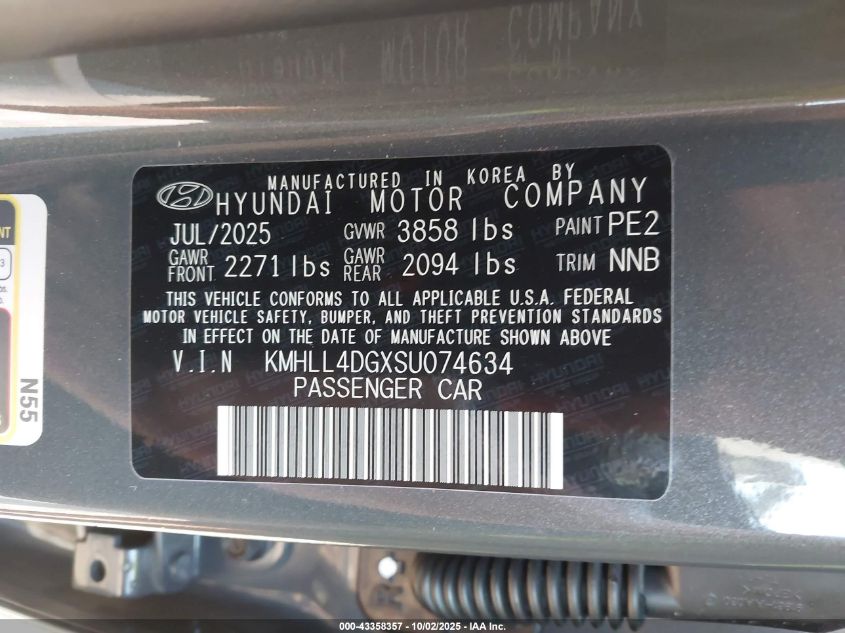 MANUFACTURED IN KOREA BY
HYUNDAI MOTOR COMPANY
JUL/2025 GVWR 3858 lbs PAINT PE2
GAWR FRONT 2271 lbs GAWR REAR 2094 lbs TRIM NNB
THIS VEHICLE CONFORMS TO ALL APPLICABLE U.S.A. FEDERAL
MOTOR VEHICLE SAFETY, BUMPER, AND THEFT PREVENTION STANDARDS
IN EFFECT ON THE DATE OF MANUFACTURE SHOWN ABOVE
V.I.N KMHLL4DGXSU074634
PASSENGER CAR
N55
000-43358357 - 10/02/2025 - IAA, Inc.